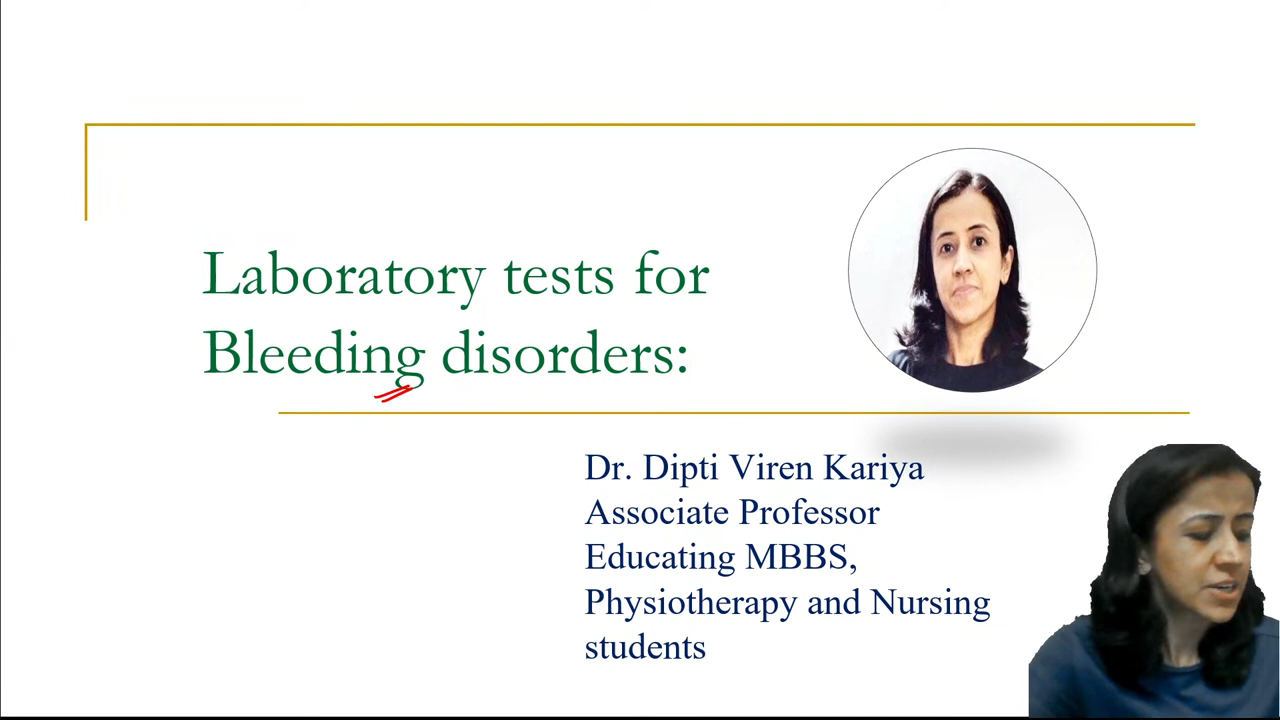 Laboratory tests for
Bleeding disorders:
Dr. Dipti Viren Kariya
Associate Professor
Educating MBBS,
Physiotherapy and Nursing
students